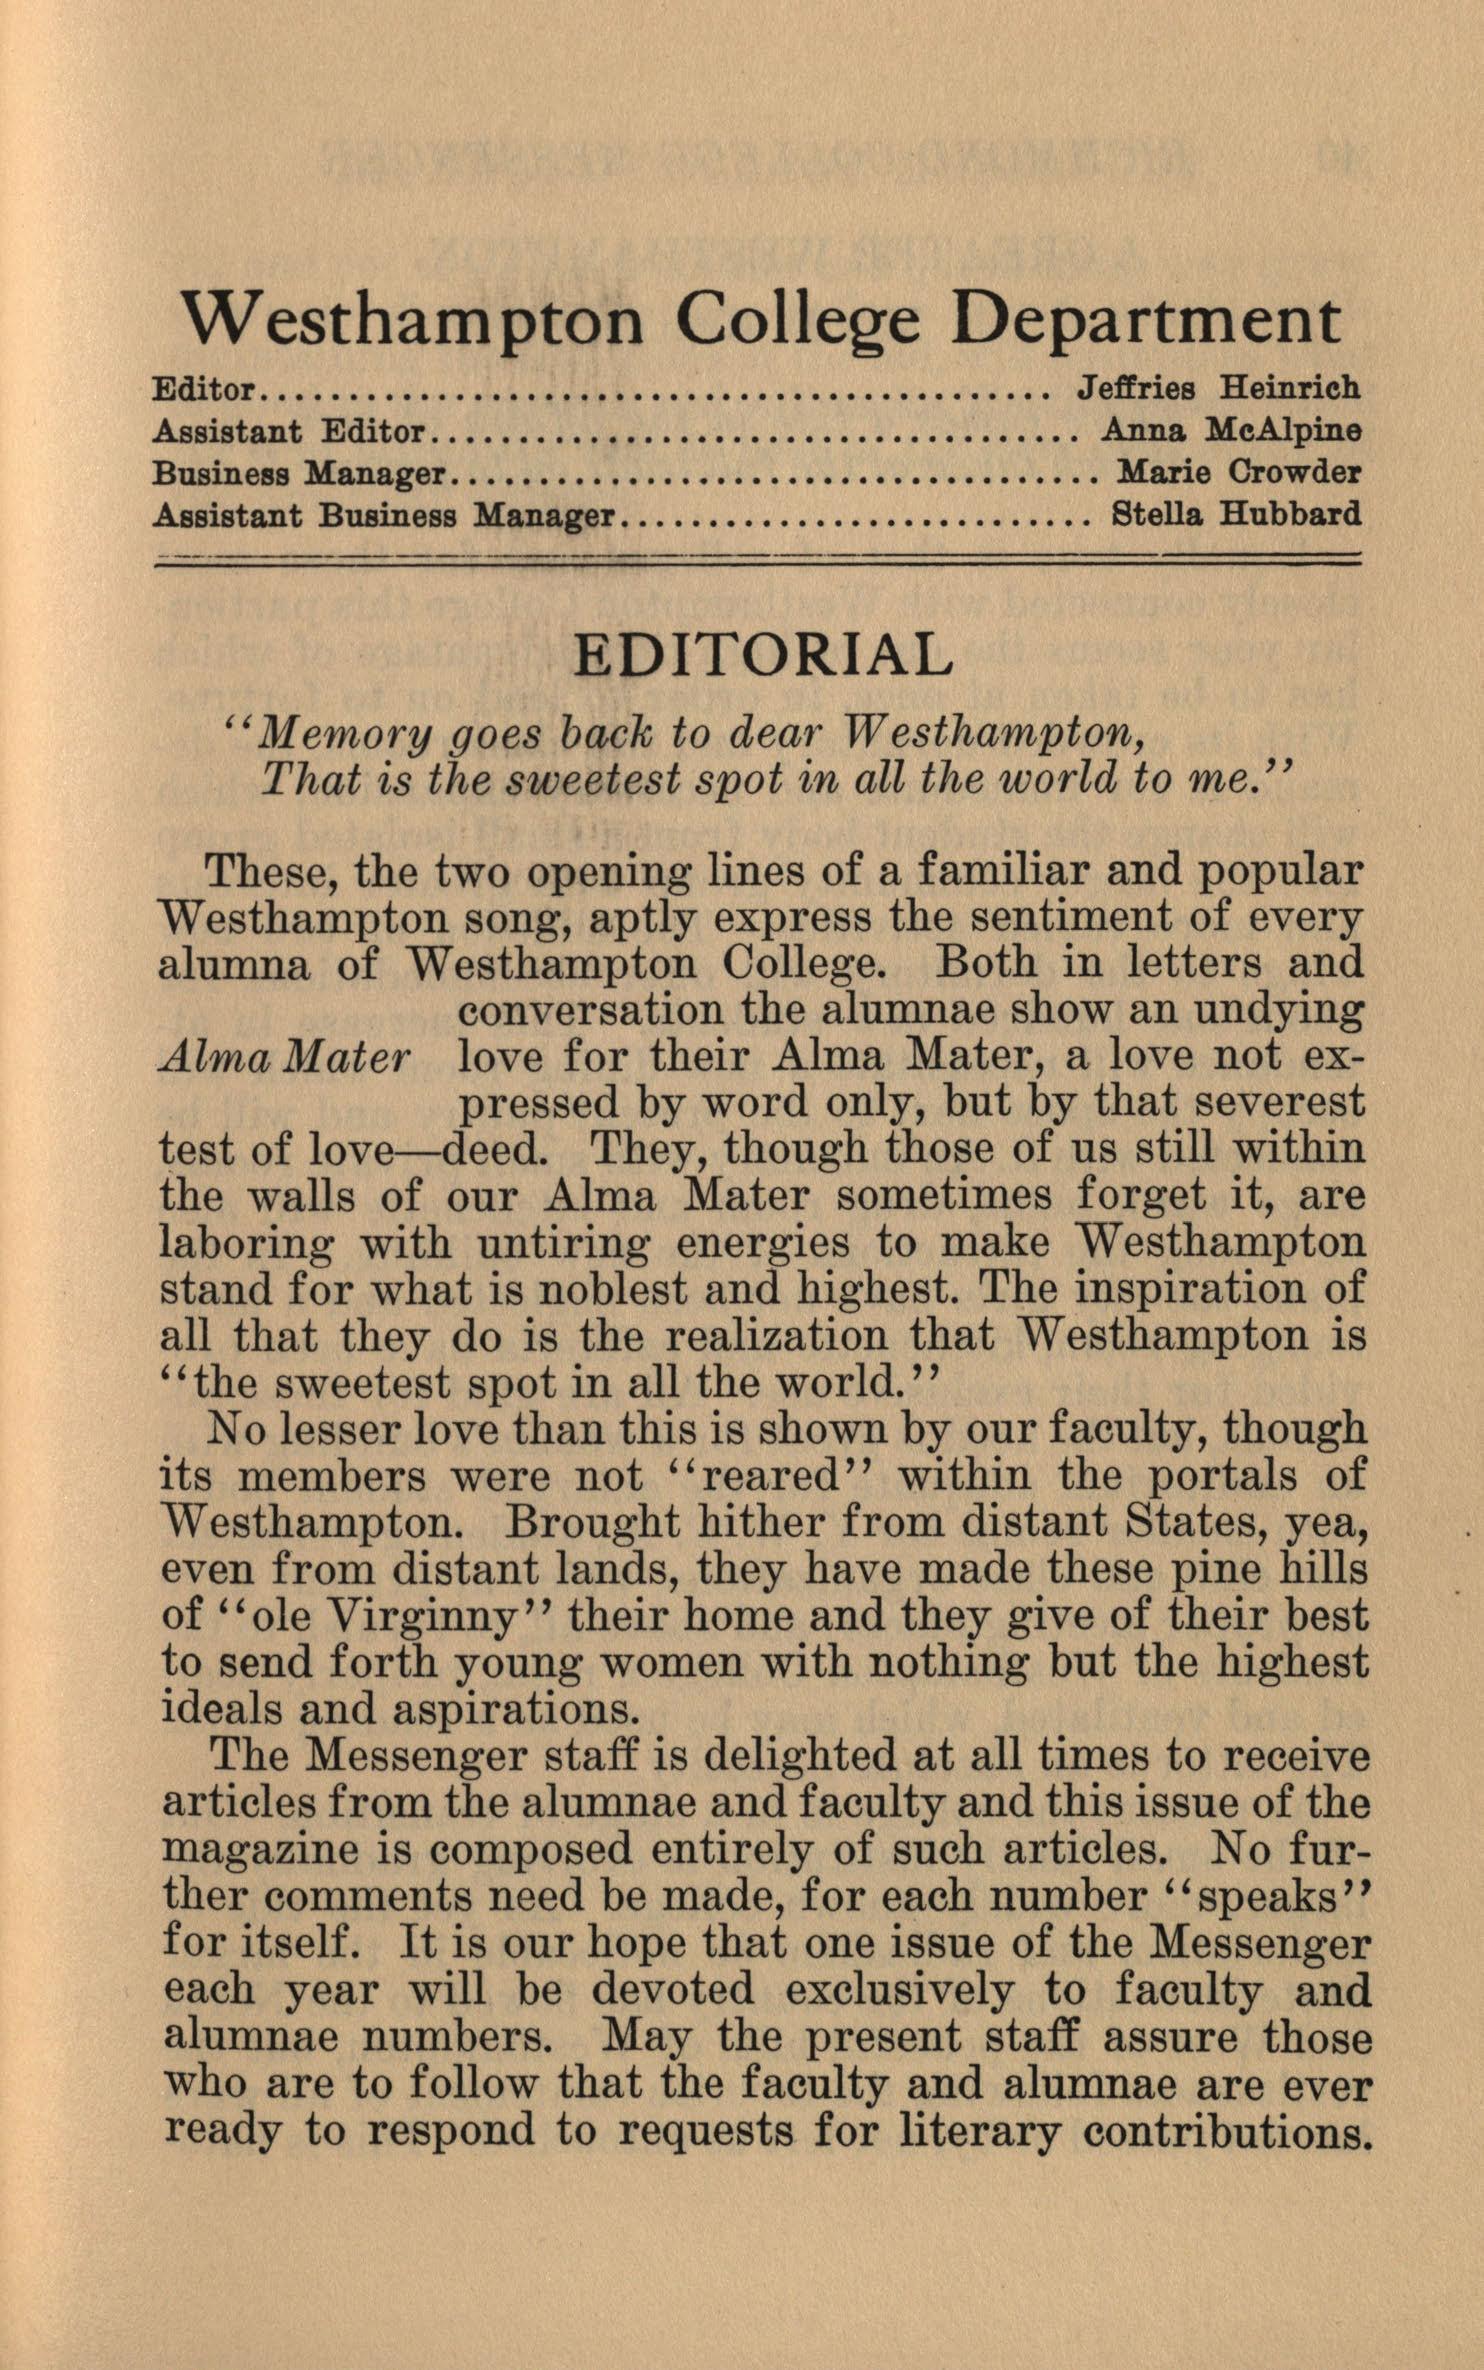 Westhampton College Department
Editor............................................. Jeffries Heinrich
Assistant Editor..................................... Anna McAlpine
Business Manager..................................... Marie Crowder
Assistant Business Manager........................... Stella Hubbard
EDITORIAL
‘‘Memory goes back to dear Westhampton,
That is the sweetest spot in all the world to me.’’
These, the two opening lines of a familiar and popular
Westhampton song, aptly express the sentiment of every
alumna of Westhampton College. Both in letters and
conversation the alumnae show an undying
Alma Mater love for their Alma Mater, a love not ex-
pressed by word only, but by that severest
test of love—deed. They, though those of us still within
the walls of our Alma Mater sometimes forget it, are
laboring with untiring energies to make Westhampton
stand for what is noblest and highest. The inspiration of
all that they do is the realization that Westhampton is
‘‘the sweetest spot in all the world.’’
No lesser love than this is shown by our faculty, though
its members were not ‘‘reared’’ within the portals of
Westhampton. Brought hither from distant States, yea,
even from distant lands, they have made these pine hills
of ‘‘ole Virginny’’ their home and they give of their best
to send forth young women with nothing but the highest
ideals and aspirations.
The Messenger staff is delighted at all times to receive
articles from the alumnae and faculty and this issue of the
magazine is composed entirely of such articles. No fur-
ther comments need be made, for each number ‘‘speaks’’
for itself. It is our hope that one issue of the Messenger
each year will be devoted exclusively to faculty and
alumnae numbers. May the present staff assure those
who are to follow that the faculty and alumnae are ever
ready to respond to requests for literary contributions.